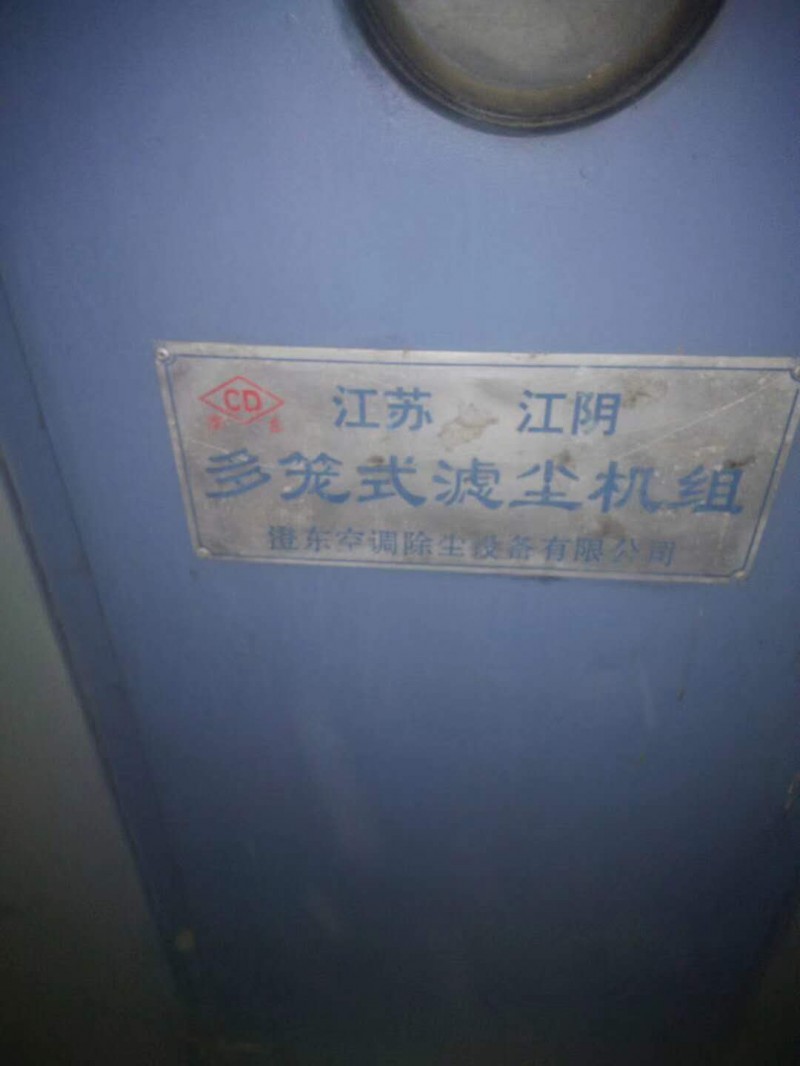 CD
江苏 江阴
多笼式滤尘机组
澄东空调除尘设备有限公司